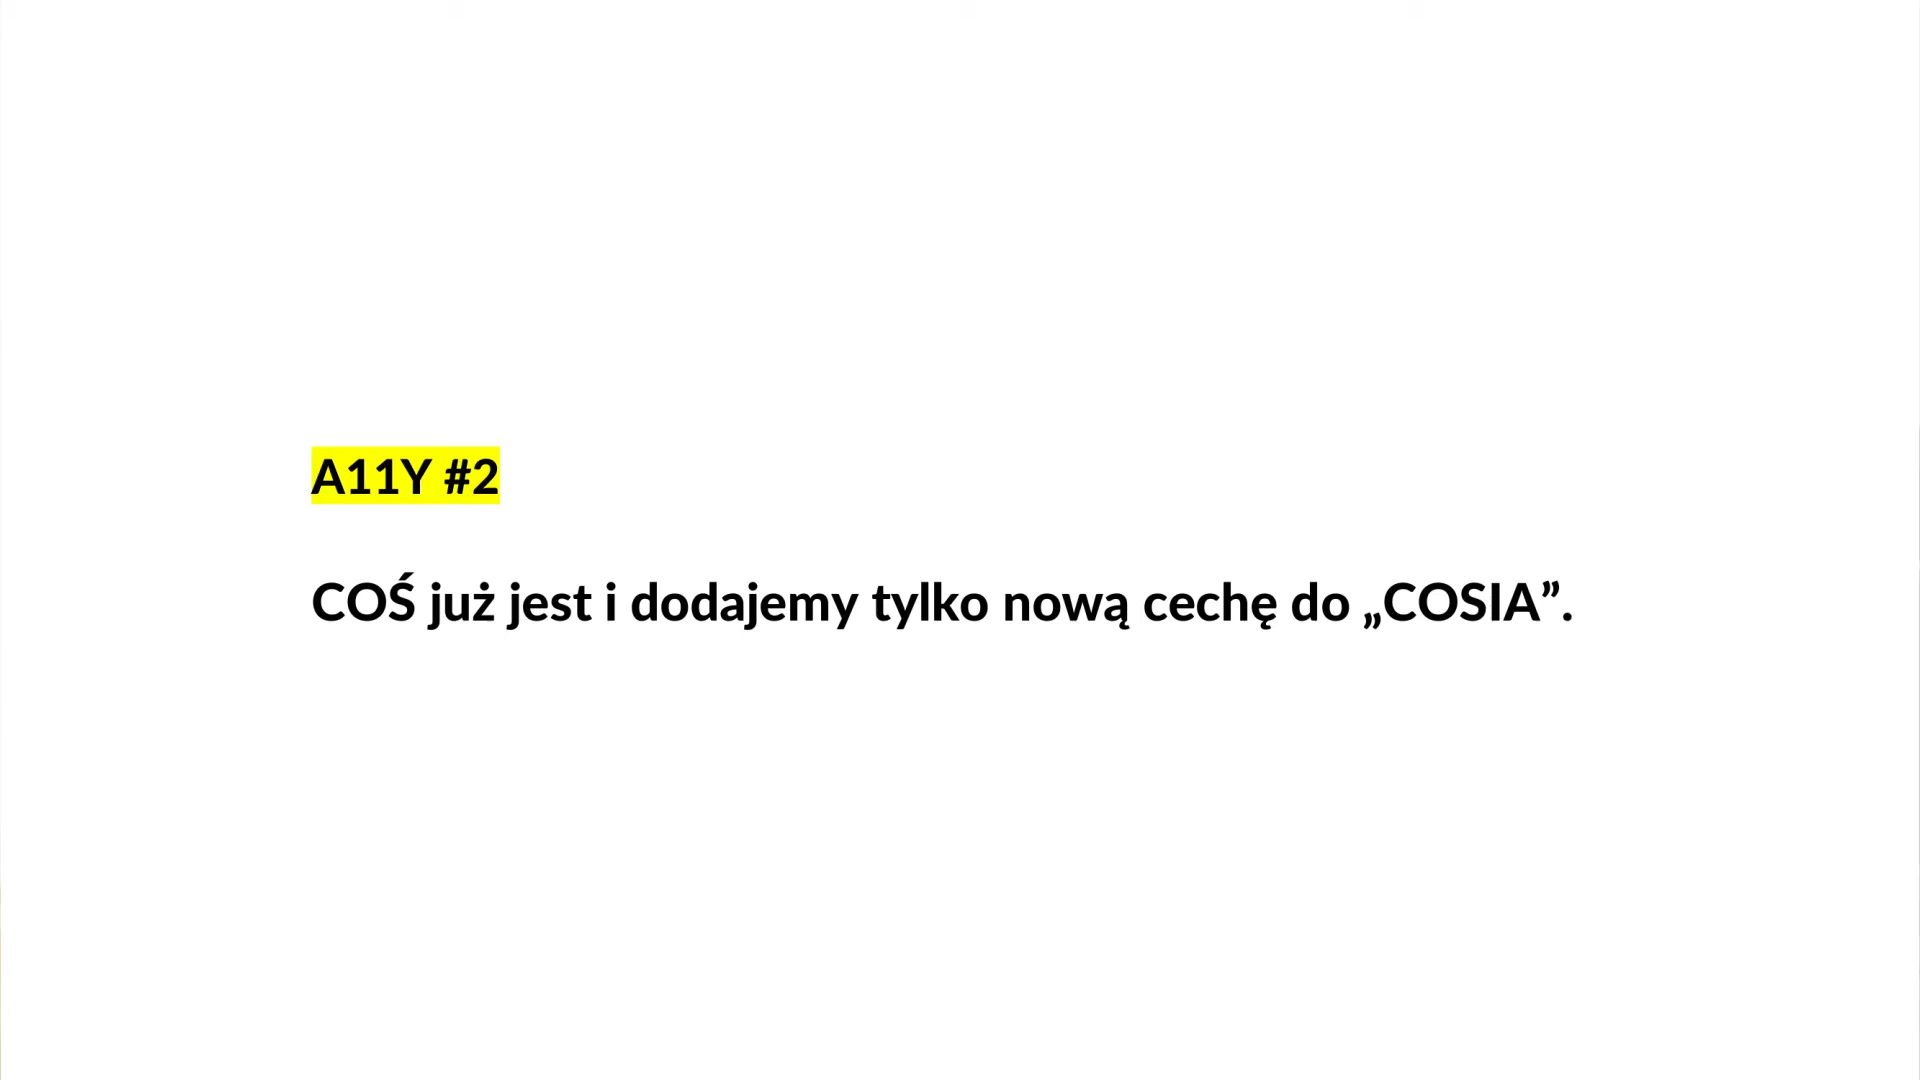 A11Y #2
COŚ już jest i dodajemy tylko nową cechę do „COSIA”.